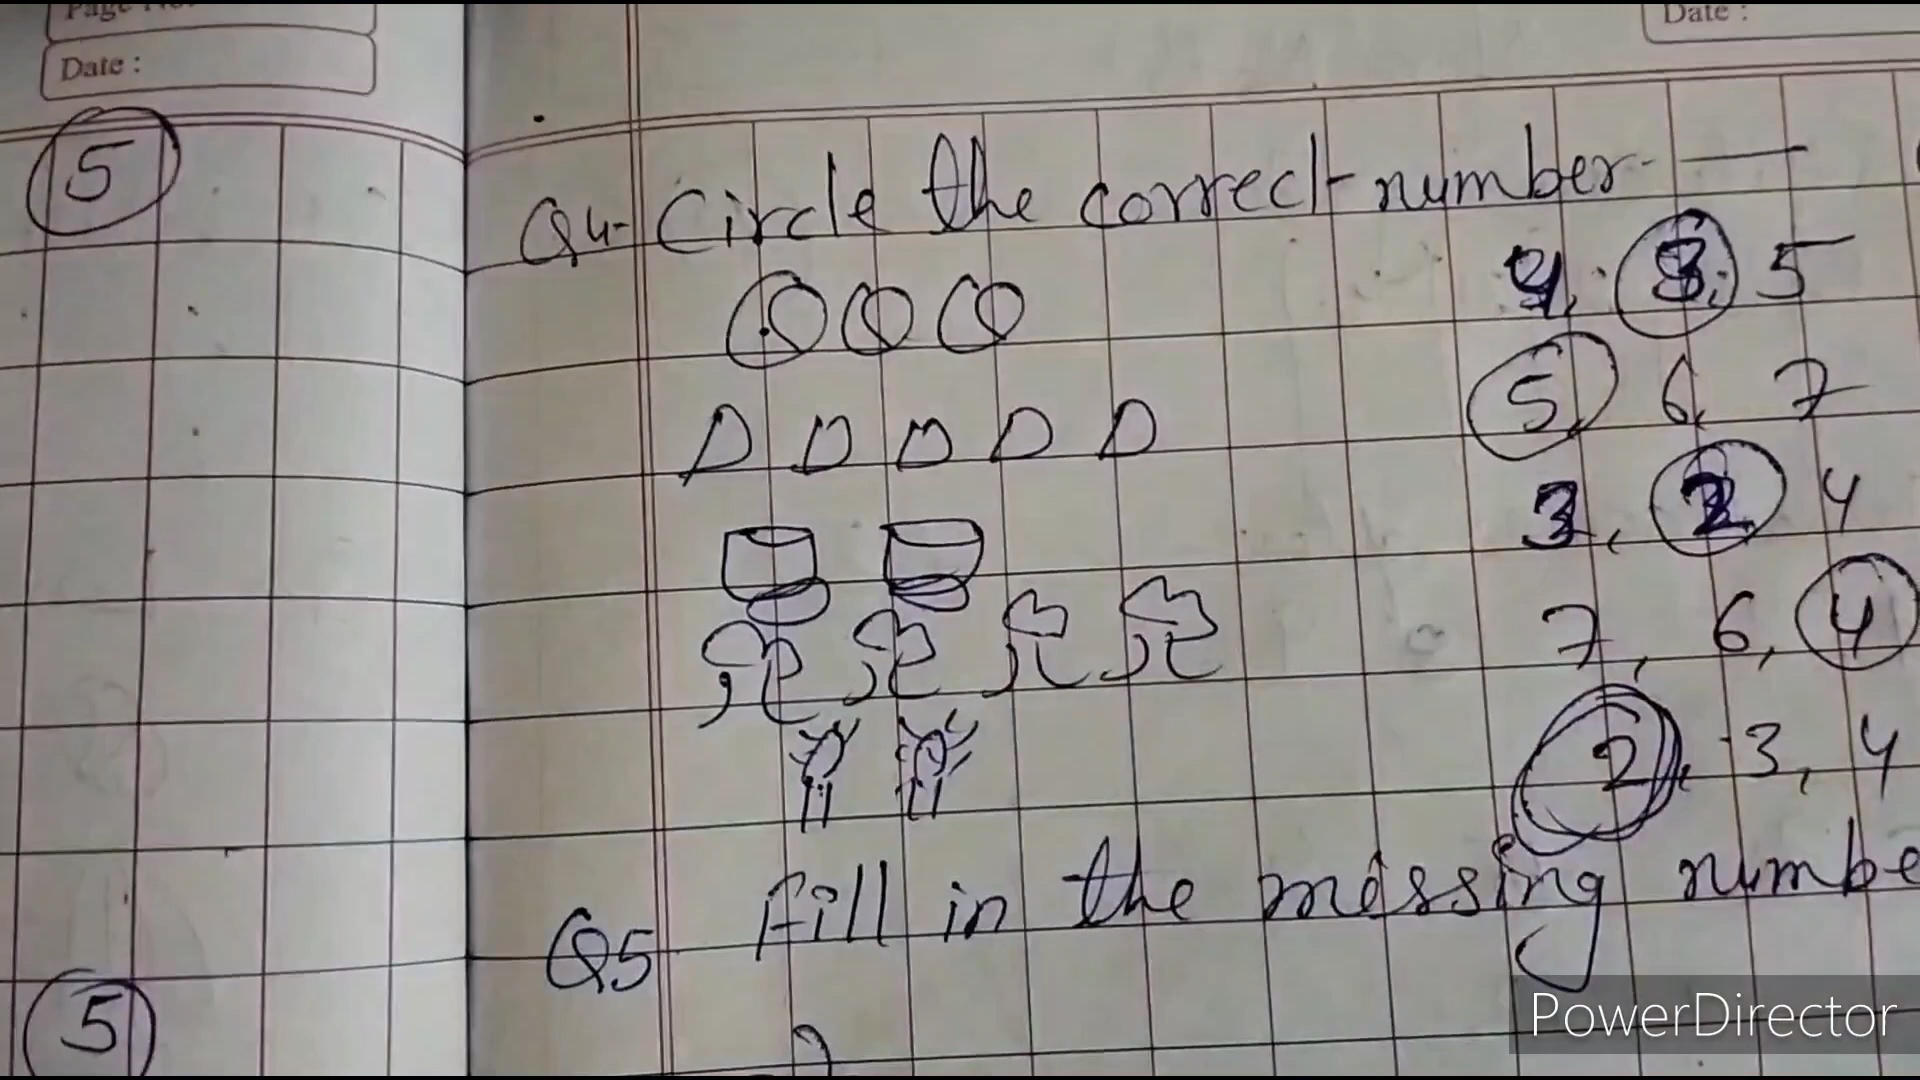 Page No.
Date :
Date :
5
Q4- Circle the correct number -
4, 3, 5
5, 6, 7
3, 2, 4
7, 6, 4
2, 3, 4
Q5 Fill in the missing numbe
5
PowerDirector